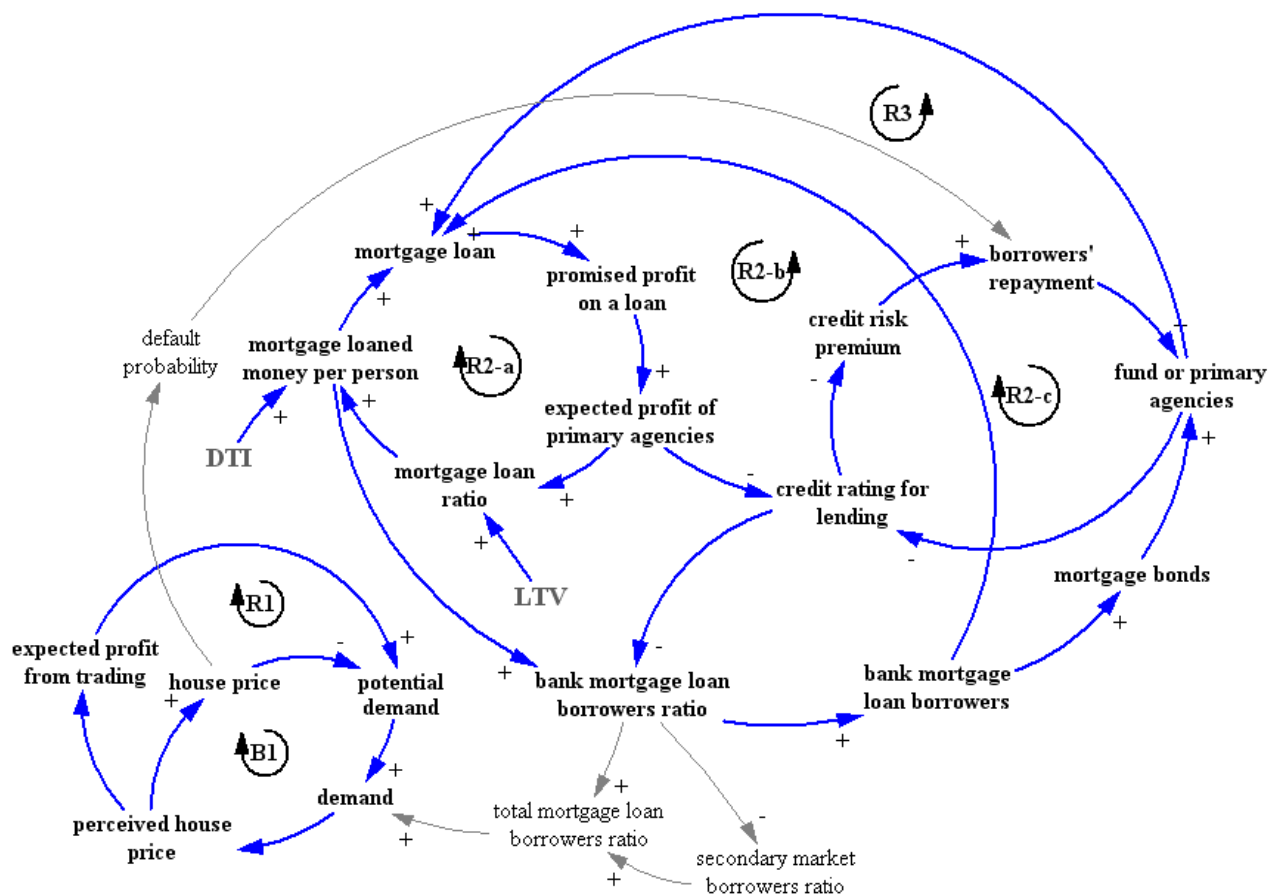 R3
+
+
+
+
mortgage loan
promised profit
on a loan
R2-b
borrowers'
repayment
+
credit risk
premium
default
probability
mortgage loaned
money per person
R2-a
+
+
+
-
R2-c
+
fund or primary
agencies
+
expected profit of
primary agencies
DTI
mortgage loan
ratio
+
-
credit rating for
lending
+
-
LTV
mortgage bonds
+
R1
-
+
expected profit
from trading
house price
+
potential
demand
+
-
bank mortgage loan
borrowers ratio
bank mortgage
loan borrowers
+
B1
+
demand
+
total mortgage loan
borrowers ratio
+
-
perceived house
price
secondary market
borrowers ratio
+